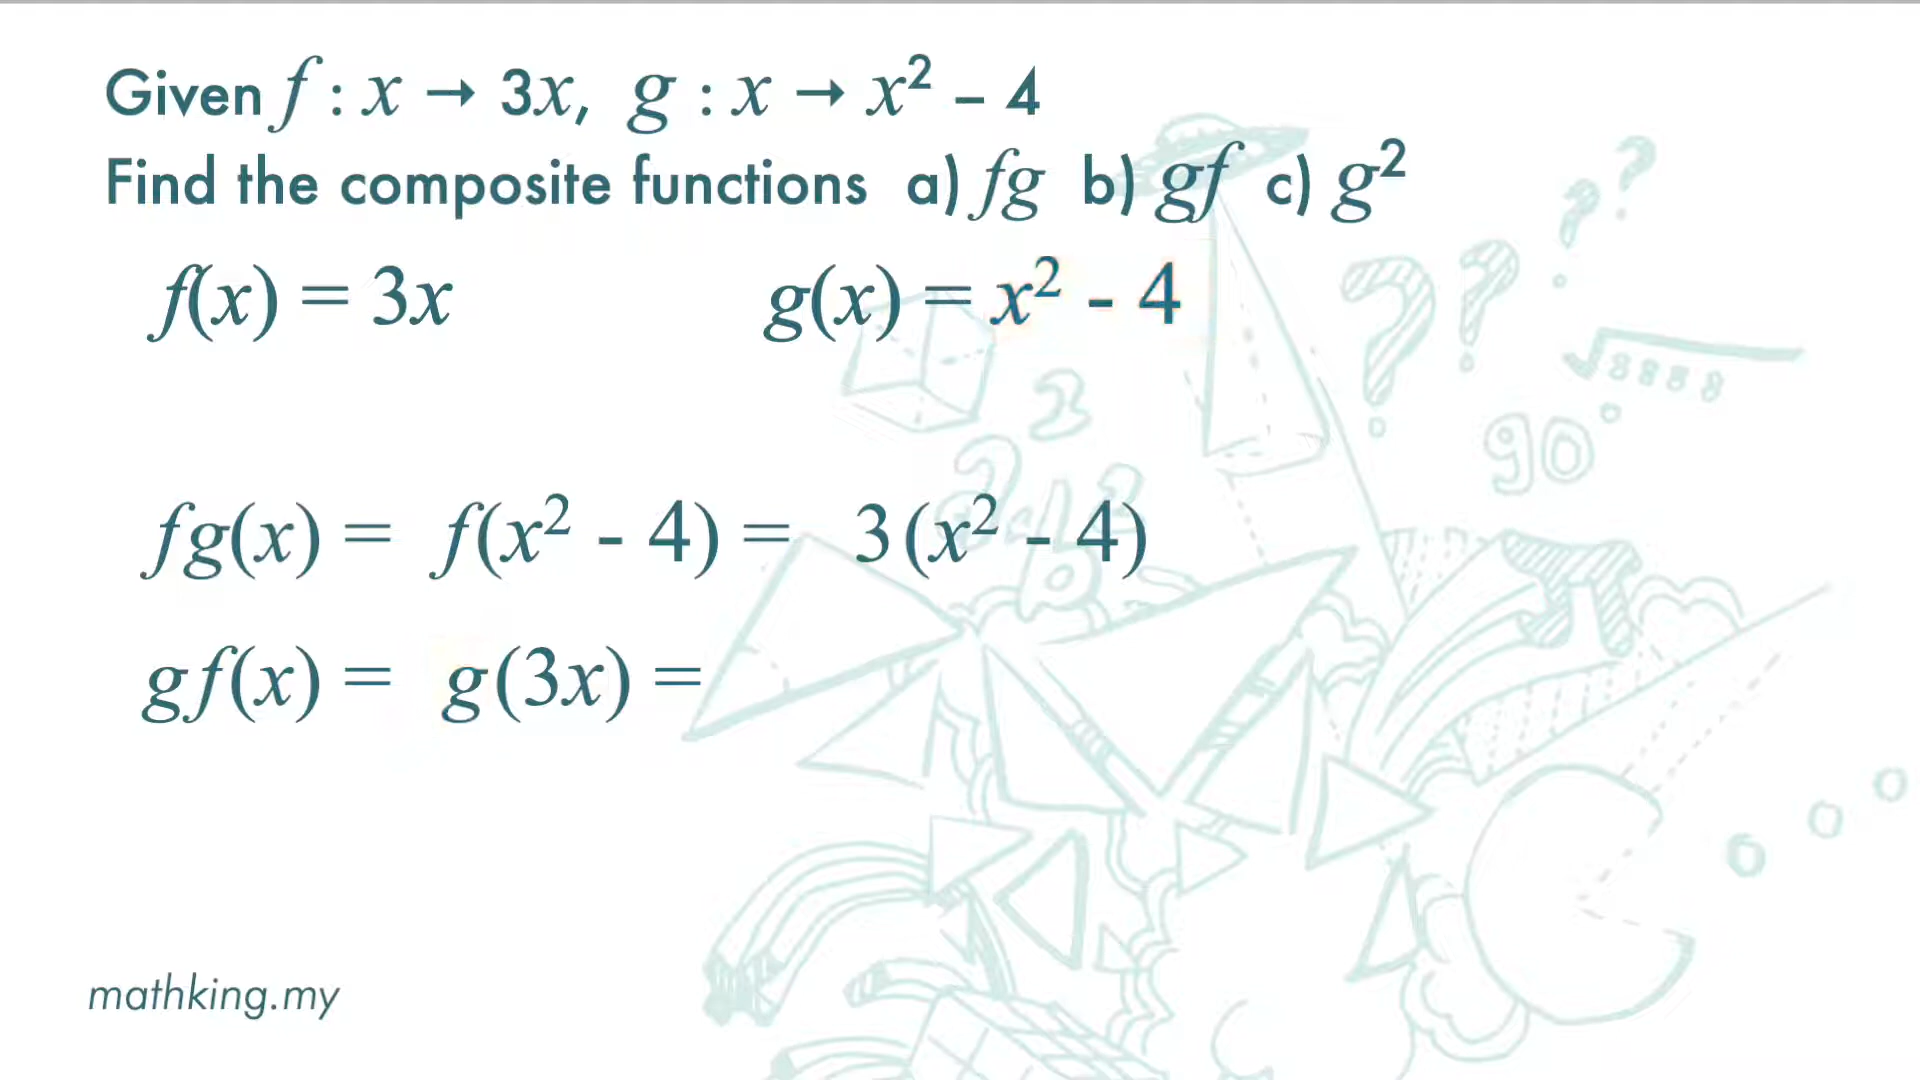 Given f : x → 3x, g : x → x² – 4
Find the composite functions a) fg b) gf c) g²
f(x) = 3x g(x) = x² - 4
fg(x) = f(x² - 4) = 3(x² - 4)
gf(x) = g(3x) =
90°
mathking.my